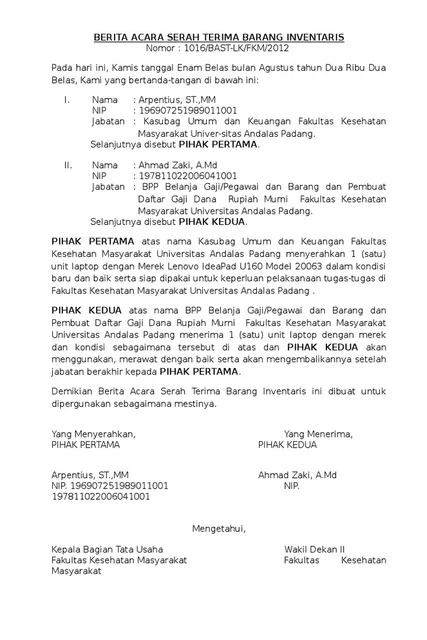 BERITA ACARA SERAH TERIMA BARANG INVENTARIS
Nomor : 1016/BAST-LK/FKM/2012
Pada hari ini, Kamis tanggal Enam Belas bulan Agustus tahun Dua Ribu Dua
Belas, Kami yang bertanda-tangan di bawah ini:
I. Nama : Arpentius, ST.,MM
NIP : 196907251989011001
Jabatan : Kasubag Umum dan Keuangan Fakultas Kesehatan
Masyarakat Univer-sitas Andalas Padang.
Selanjutnya disebut PIHAK PERTAMA.
II. Nama : Ahmad Zaki, A.Md
NIP : 197811022006041001
Jabatan : BPP Belanja Gaji/Pegawai dan Barang dan Pembuat
Daftar Gaji Dana Rupiah Murni Fakultas Kesehatan
Masyarakat Universitas Andalas Padang.
Selanjutnya disebut PIHAK KEDUA.
PIHAK PERTAMA atas nama Kasubag Umum dan Keuangan Fakultas
Kesehatan Masyarakat Universitas Andalas Padang menyerahkan 1 (satu)
unit laptop dengan Merek Lenovo IdeaPad U160 Model 20063 dalam kondisi
baru dan baik serta siap dipakai untuk keperluan pelaksanaan tugas-tugas di
Fakultas Kesehatan Masyarakat Universitas Andalas Padang .
PIHAK KEDUA atas nama BPP Belanja Gaji/Pegawai dan Barang dan
Pembuat Daftar Gaji Dana Rupiah Murni Fakultas Kesehatan Masyarakat
Universitas Andalas Padang menerima 1 (satu) unit laptop dengan merek
dan kondisi sebagaimana tersebut di atas dan PIHAK KEDUA akan
menggunakan, merawat dengan baik serta akan mengembalikannya setelah
jabatan berakhir kepada PIHAK PERTAMA.
Demikian Berita Acara Serah Terima Barang Inventaris ini dibuat untuk
dipergunakan sebagaimana mestinya.
Yang Menyerahkan, Yang Menerima,
PIHAK PERTAMA PIHAK KEDUA
Arpentius, ST.,MM Ahmad Zaki, A.Md
NIP. 196907251989011001 NIP.
197811022006041001
Mengetahui,
Kepala Bagian Tata Usaha Wakil Dekan II
Fakultas Kesehatan Masyarakat Fakultas Kesehatan
Masyarakat